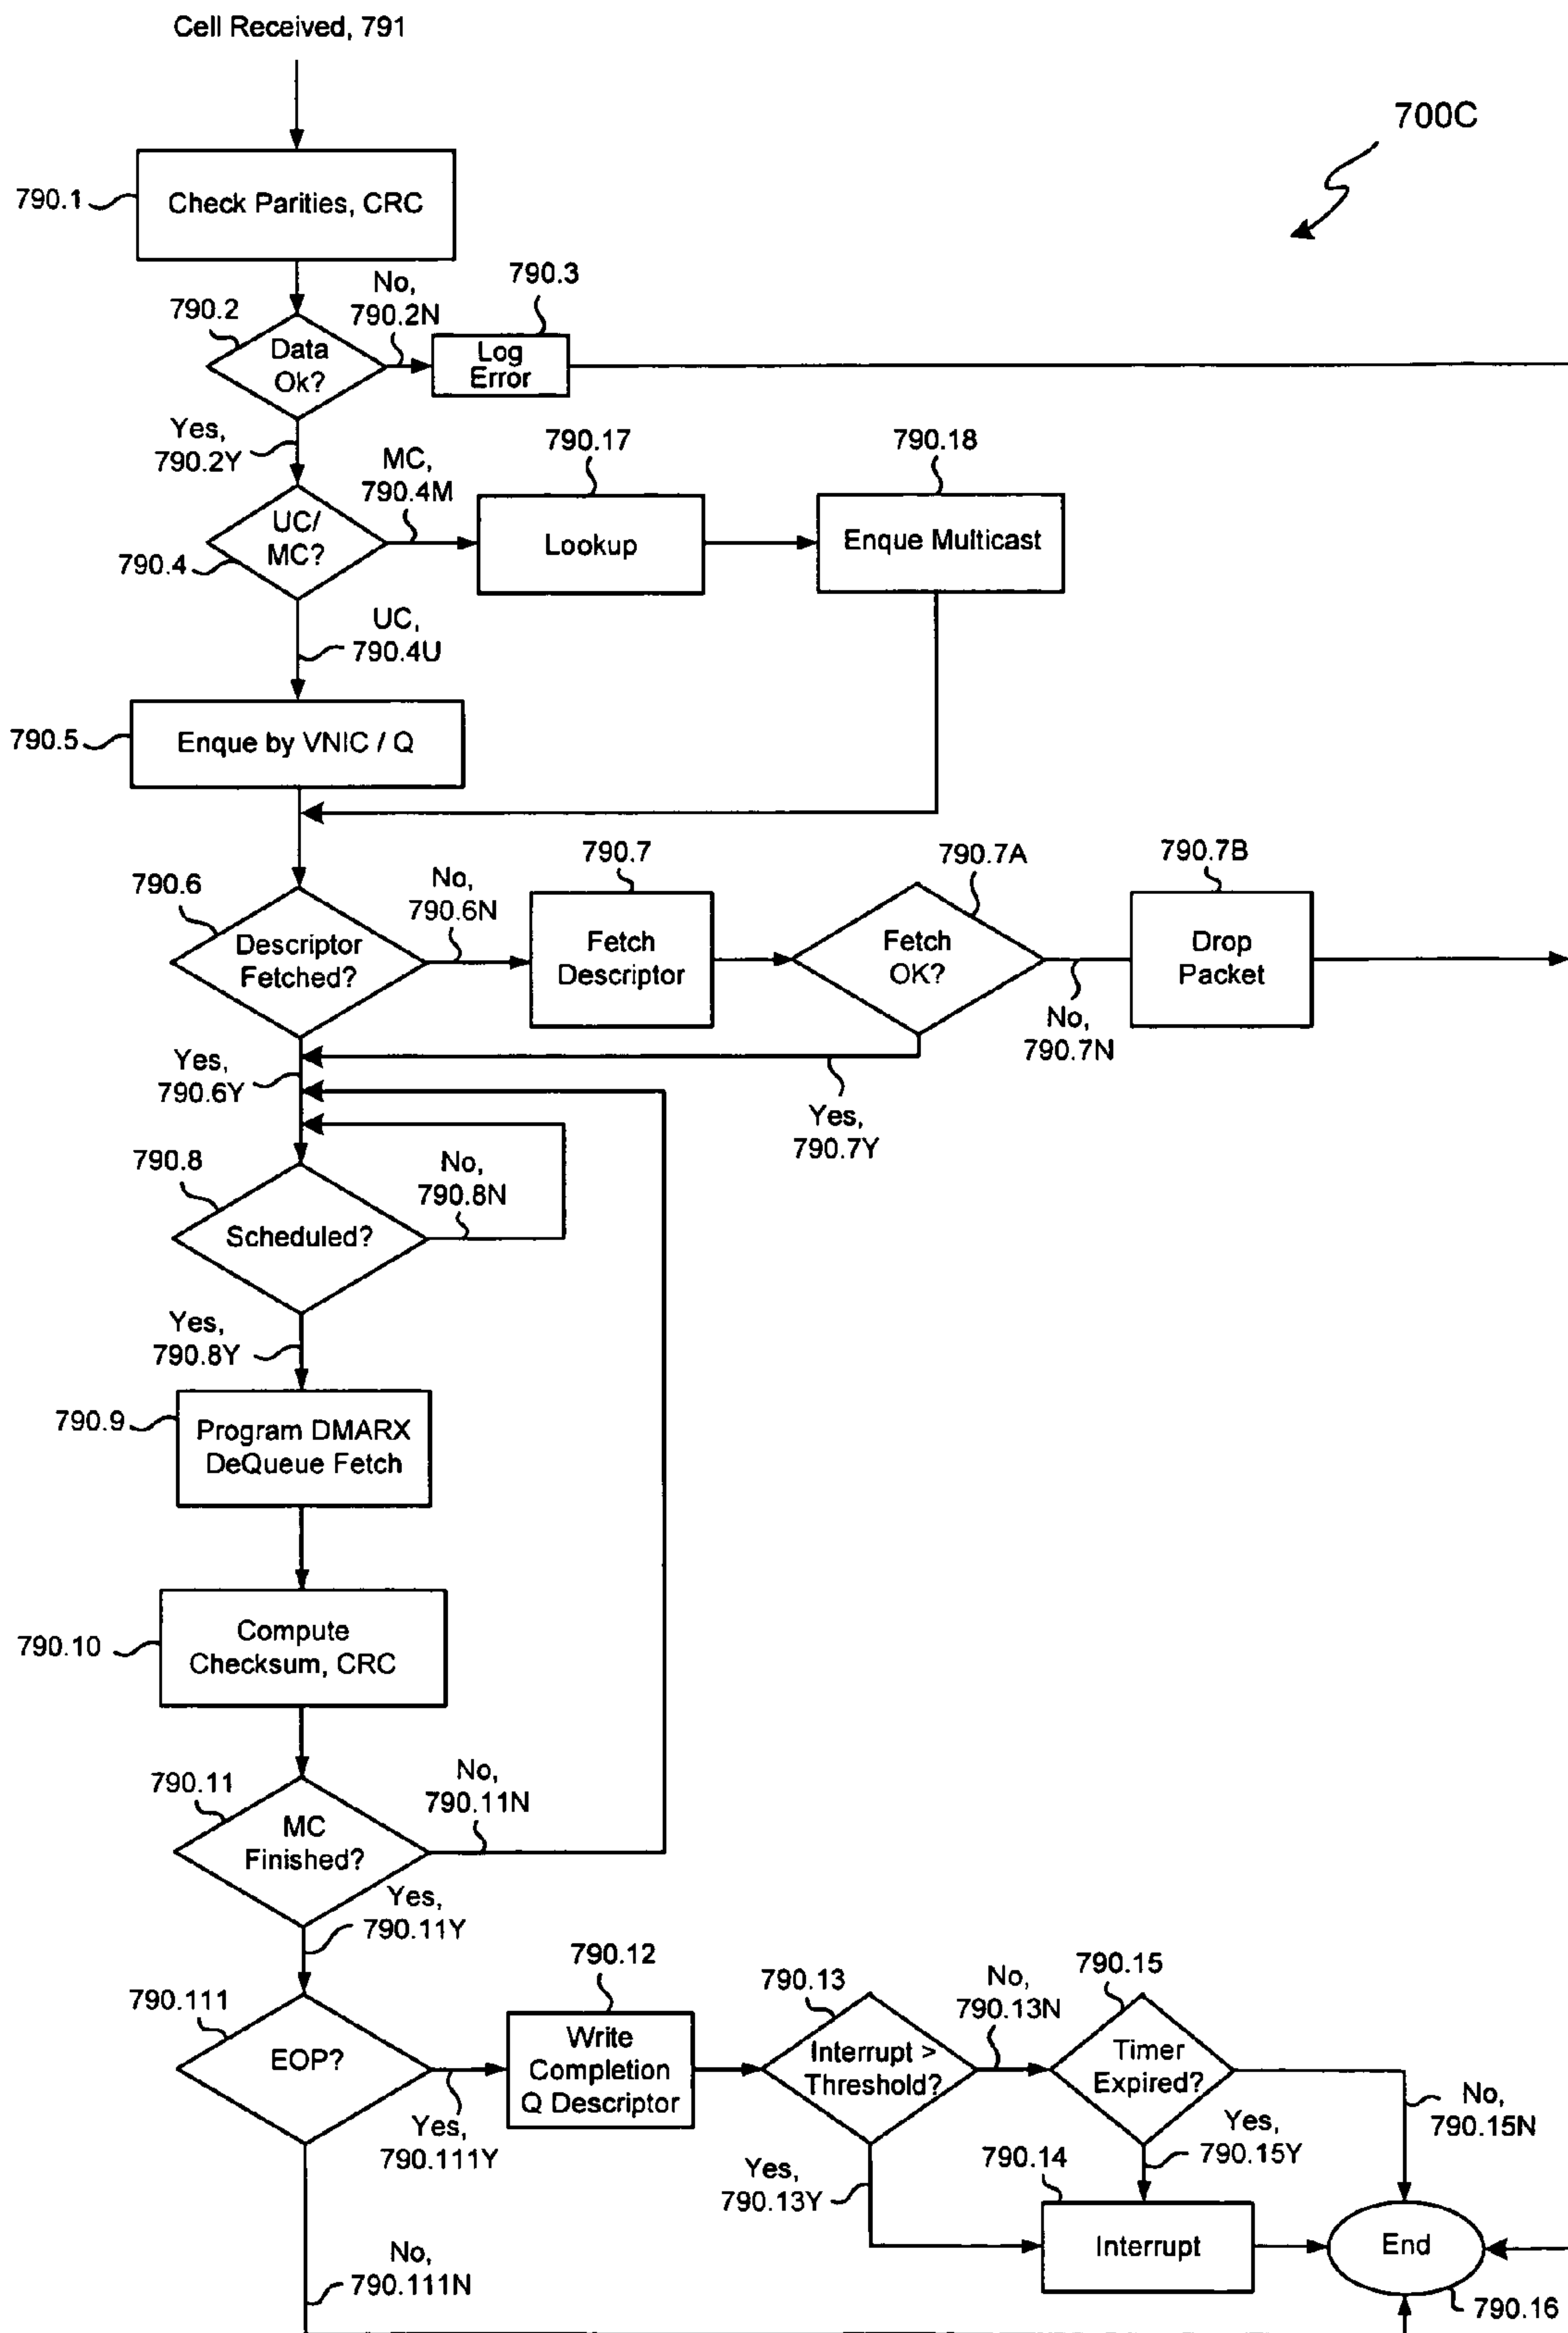 Cell Received, 791
700C
790.1
Check Parities, CRC
790.2
Data
Ok?
No,
790.2N
790.3
Log
Error
Yes,
790.2Y
790.4
UC/
MC?
MC,
790.4M
790.17
Lookup
790.18
Enque Multicast
UC,
790.4U
790.5
Enque by VNIC / Q
790.6
Descriptor
Fetched?
No,
790.6N
790.7
Fetch
Descriptor
790.7A
Fetch
OK?
No,
790.7N
790.7B
Drop
Packet
Yes,
790.6Y
Yes,
790.7Y
790.8
Scheduled?
No,
790.8N
Yes,
790.8Y
790.9
Program DMARX
DeQueue Fetch
790.10
Compute
Checksum, CRC
790.11
MC
Finished?
No,
790.11N
Yes,
790.11Y
790.111
EOP?
Yes,
790.111Y
790.12
Write
Completion
Q Descriptor
790.13
Interrupt >
Threshold?
No,
790.13N
790.15
Timer
Expired?
No,
790.15N
Yes,
790.13Y
Yes,
790.15Y
790.14
Interrupt
End
790.16
No,
790.111N